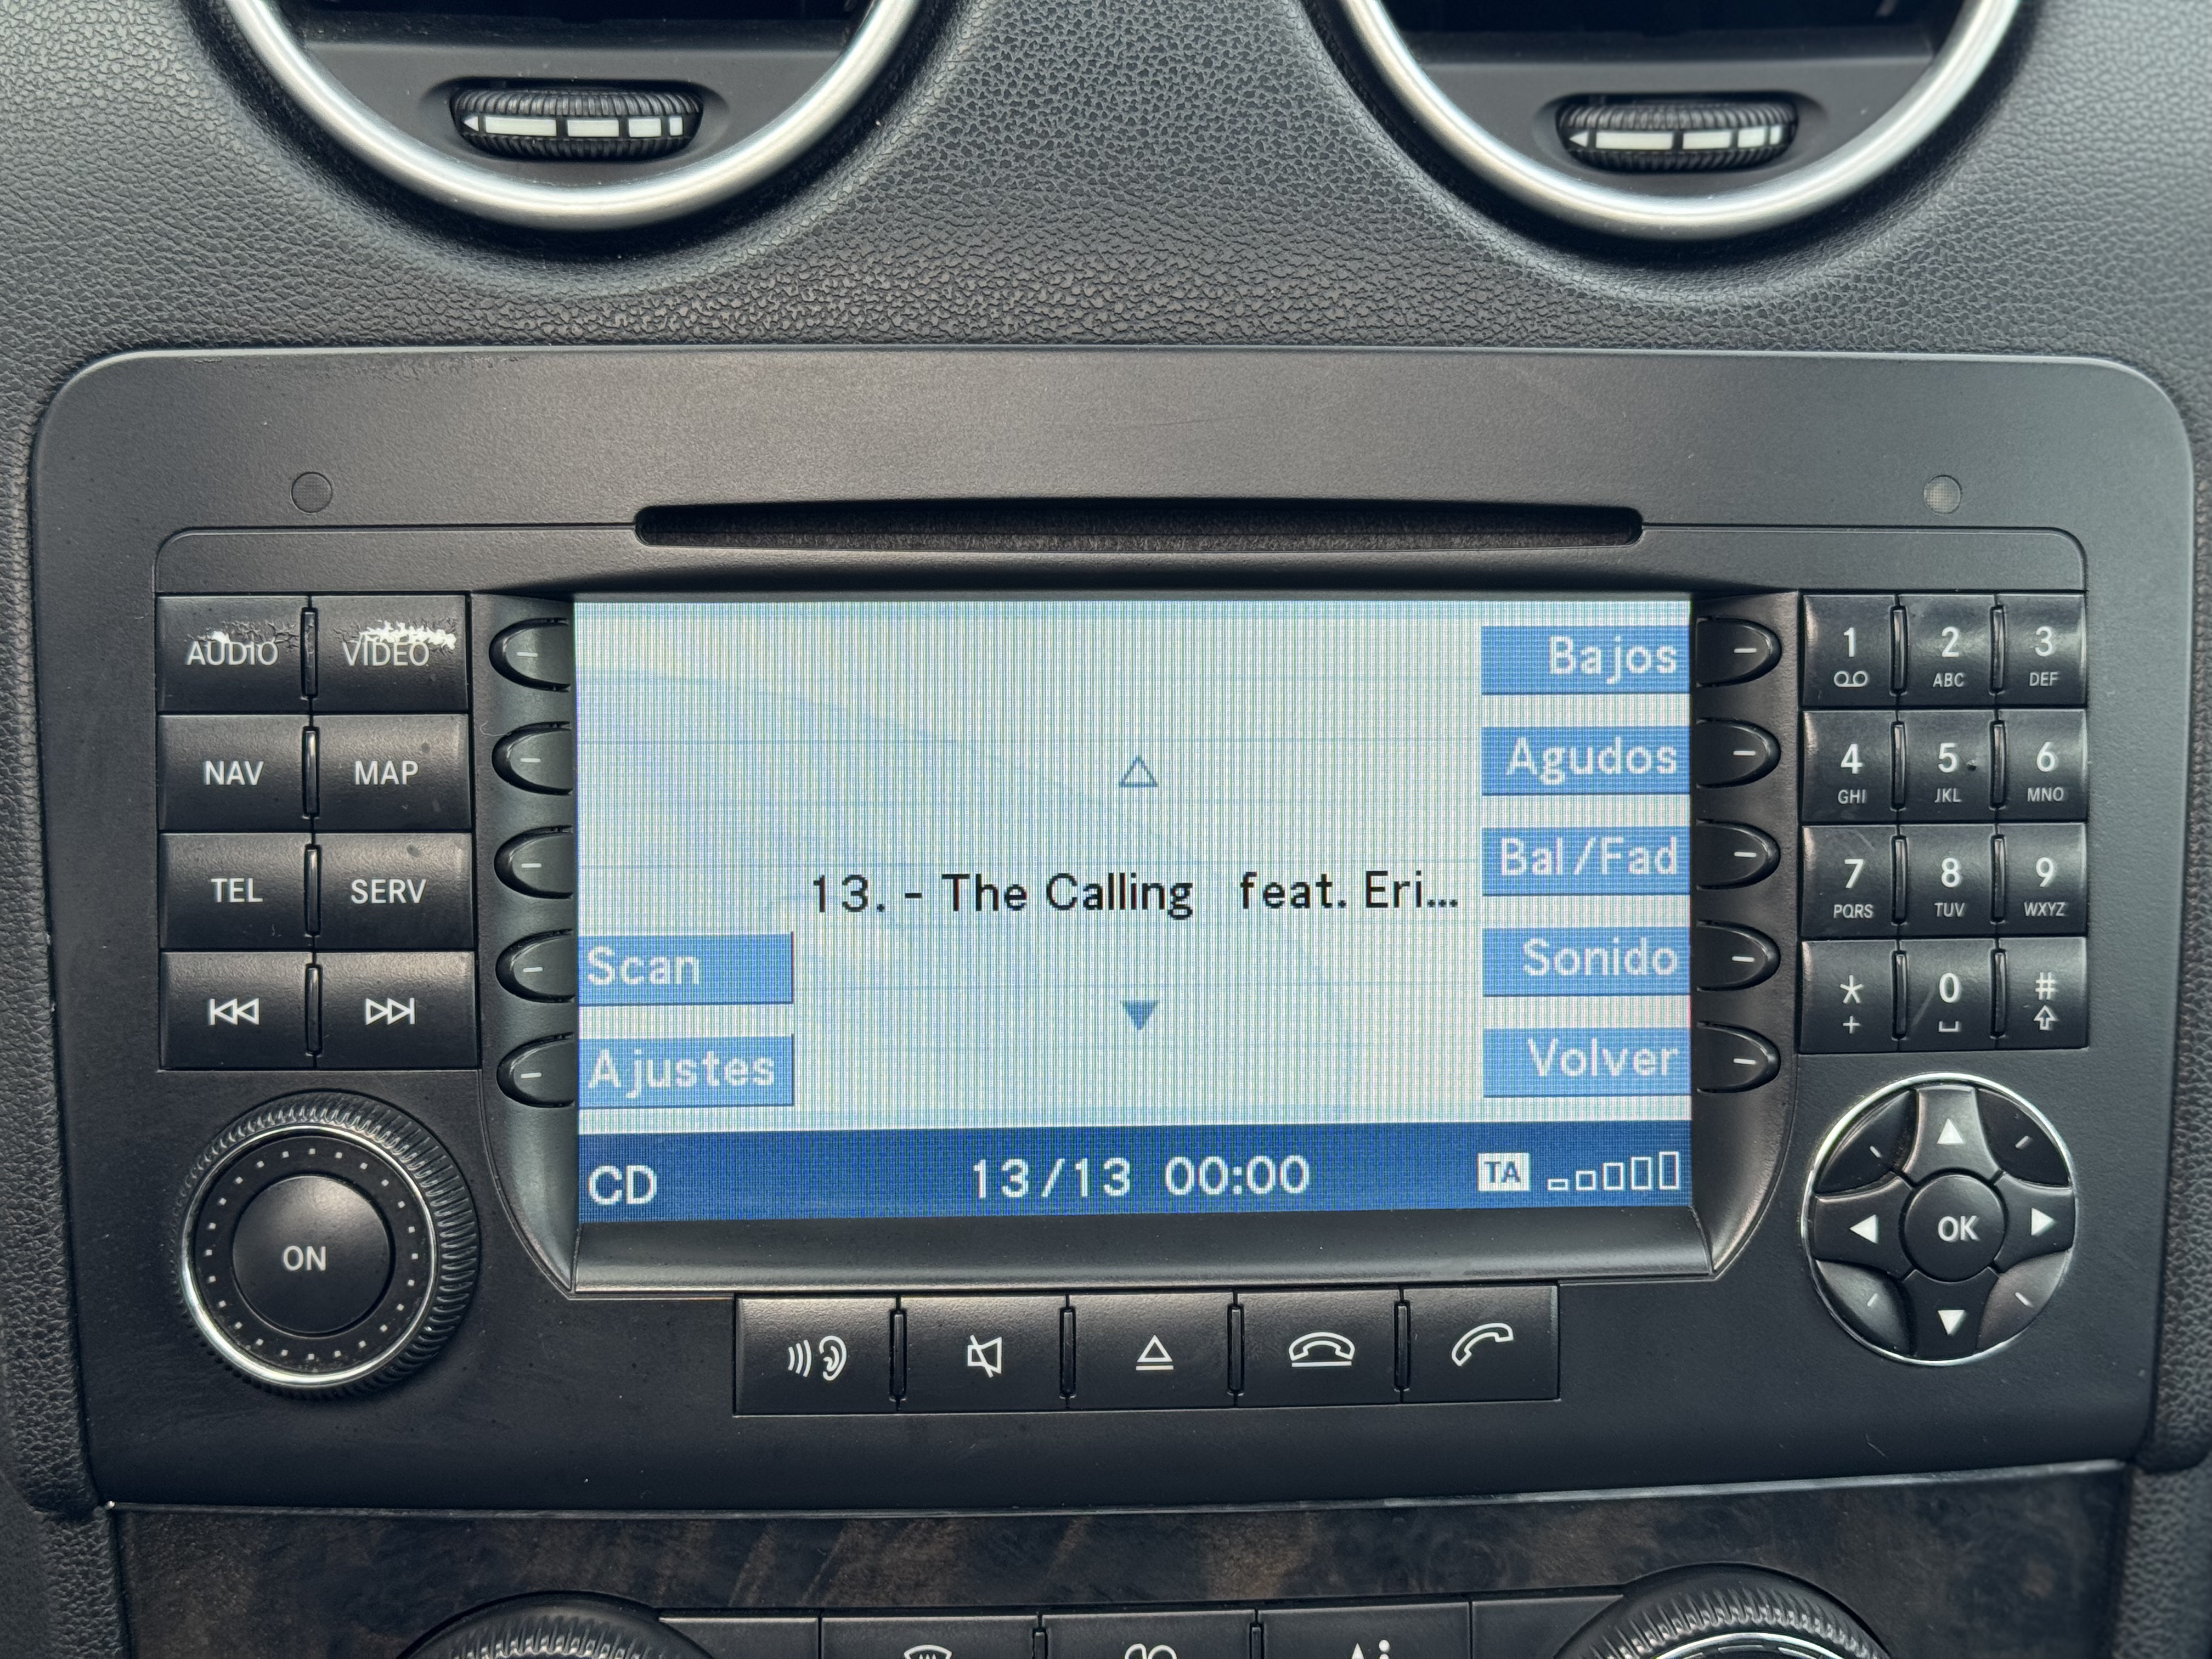 AUDIO VIDEO
NAV MAP
TEL SERV
ON
Bajos
Agudos
Bal/Fad
13. - The Calling feat. Eri...
Scan
Sonido
Ajustes
Volver
CD 13/13 00:00 TA
1 2 3
ABC DEF
4 5 6
GHI JKL MNO
7 8 9
PQRS TUV WXYZ
* 0 #
+
OK